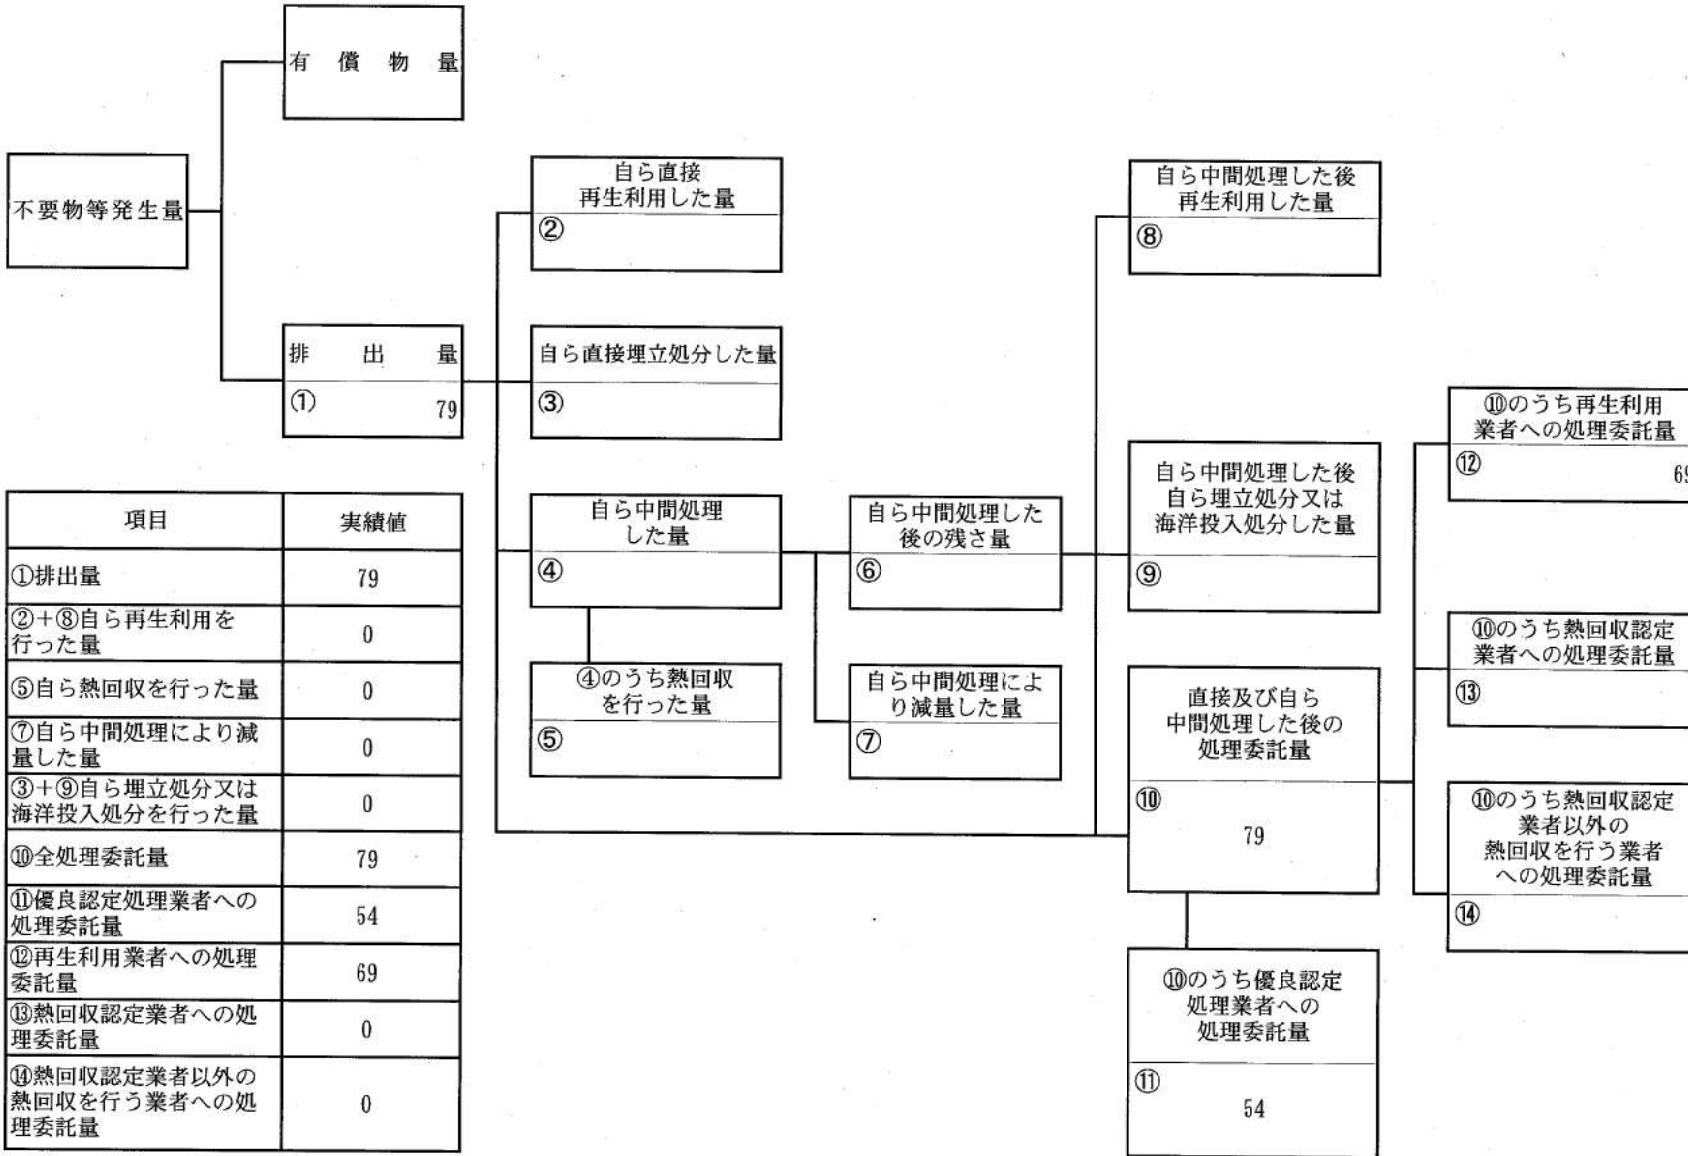 有償物量
不要物等発生量
排出量
① 79
自ら直接
再生利用した量
②
自ら直接埋立処分した量
③
自ら中間処理
した量
④
④のうち熱回収
を行った量
⑤
自ら中間処理した
後の残さ量
⑥
自ら中間処理によ
り減量した量
⑦
自ら中間処理した後
再生利用した量
⑧
自ら中間処理した後
自ら埋立処分又は
海洋投入処分した量
⑨
直接及び自ら
中間処理した後の
処理委託量
⑩
79
⑩のうち優良認定
処理業者への
処理委託量
⑪
54
⑩のうち再生利用
業者への処理委託量
⑫ 69
⑩のうち熱回収認定
業者への処理委託量
⑬
⑩のうち熱回収認定
業者以外の
熱回収を行う業者
への処理委託量
⑭
項目 実績値
①排出量 79
②+⑧自ら再生利用を
行った量 0
⑤自ら熱回収を行った量 0
⑦自ら中間処理により減
量した量 0
③+⑨自ら埋立処分又は
海洋投入処分を行った量 0
⑩全処理委託量 79
⑪優良認定処理業者への
処理委託量 54
⑫再生利用業者への処理
委託量 69
⑬熱回収認定業者への処
理委託量 0
⑭熱回収認定業者以外の
熱回収を行う業者への処
理委託量 0